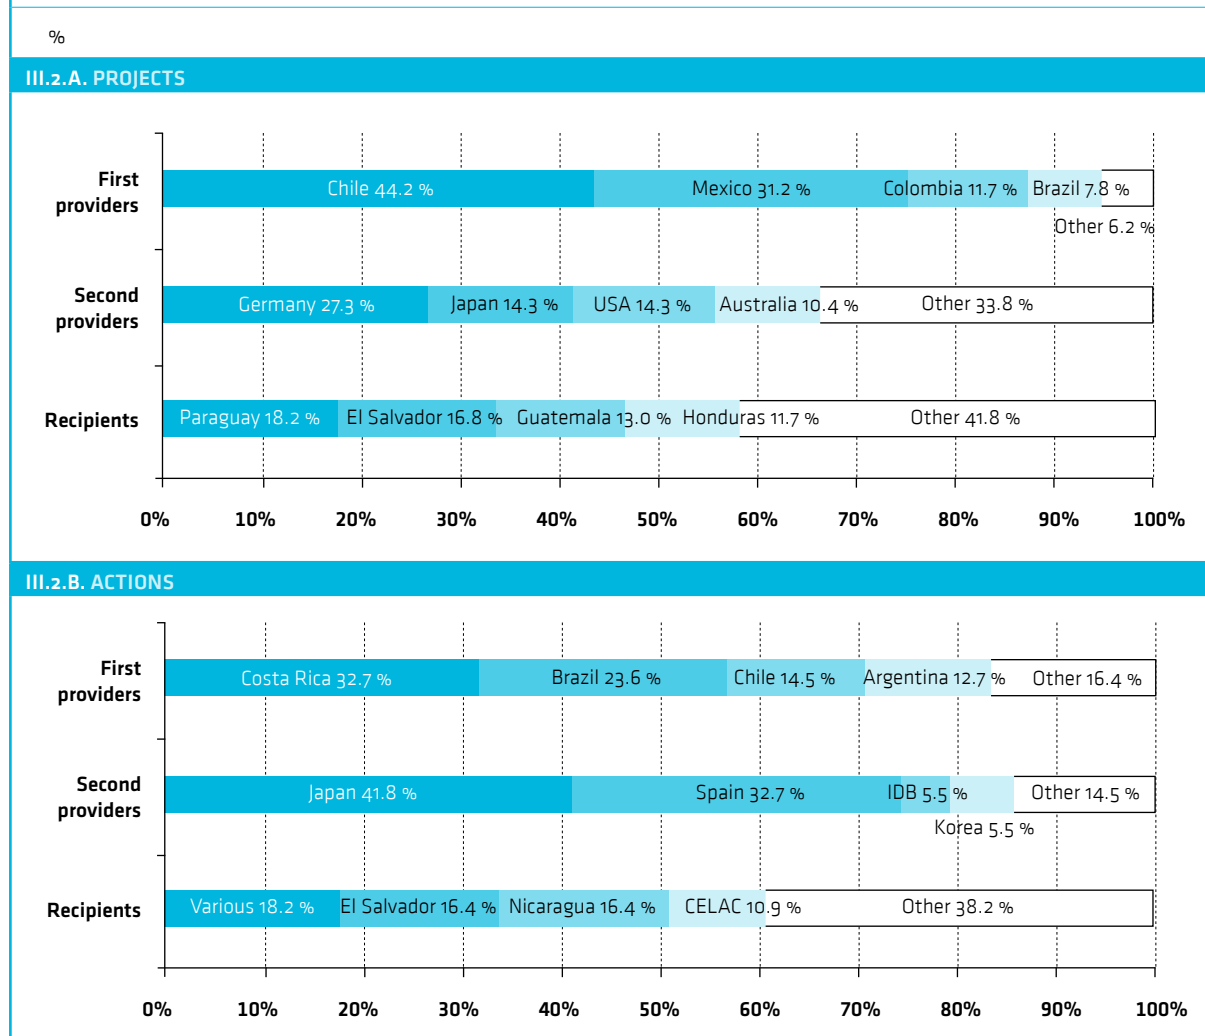 %
III.2.A. PROJECTS
First
providers
Chile 44.2 %
Mexico 31.2 %
Colombia 11.7 %
Brazil 7.8 %
Other 6.2 %
Second
providers
Germany 27.3 %
Japan 14.3 %
USA 14.3 %
Australia 10.4 %
Other 33.8 %
Recipients
Paraguay 18.2 %
El Salvador 16.8 %
Guatemala 13.0 %
Honduras 11.7 %
Other 41.8 %
0% 10% 20% 30% 40% 50% 60% 70% 80% 90% 100%
III.2.B. ACTIONS
First
providers
Costa Rica 32.7 %
Brazil 23.6 %
Chile 14.5 %
Argentina 12.7 %
Other 16.4 %
Second
providers
Japan 41.8 %
Spain 32.7 %
IDB 5.5 %
Korea 5.5 %
Other 14.5 %
Recipients
Various 18.2 %
El Salvador 16.4 %
Nicaragua 16.4 %
CELAC 10.9 %
Other 38.2 %
0% 10% 20% 30% 40% 50% 60% 70% 80% 90% 100%